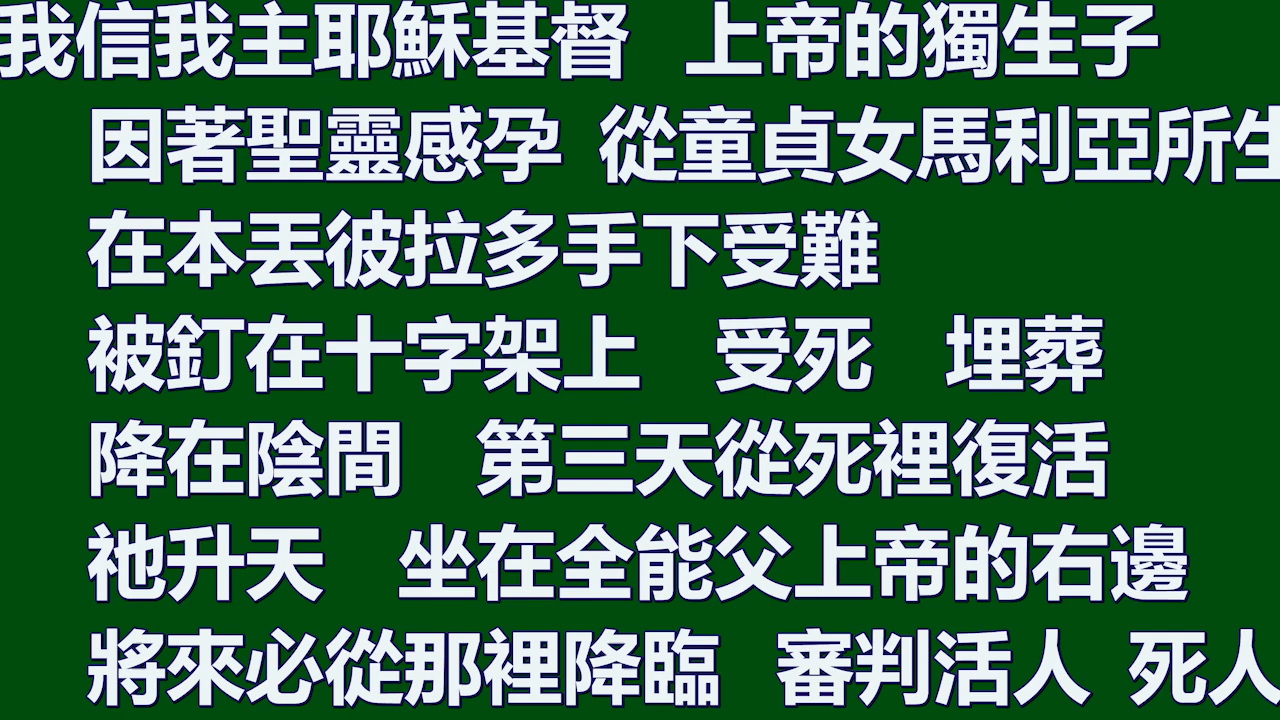 我信我主耶穌基督 上帝的獨生子
因著聖靈感孕 從童貞女馬利亞所生
在本丟彼拉多手下受難
被釘在十字架上 受死 埋葬
降在陰間 第三天從死裡復活
祂升天 坐在全能父上帝的右邊
將來必從那裡降臨 審判活人 死人